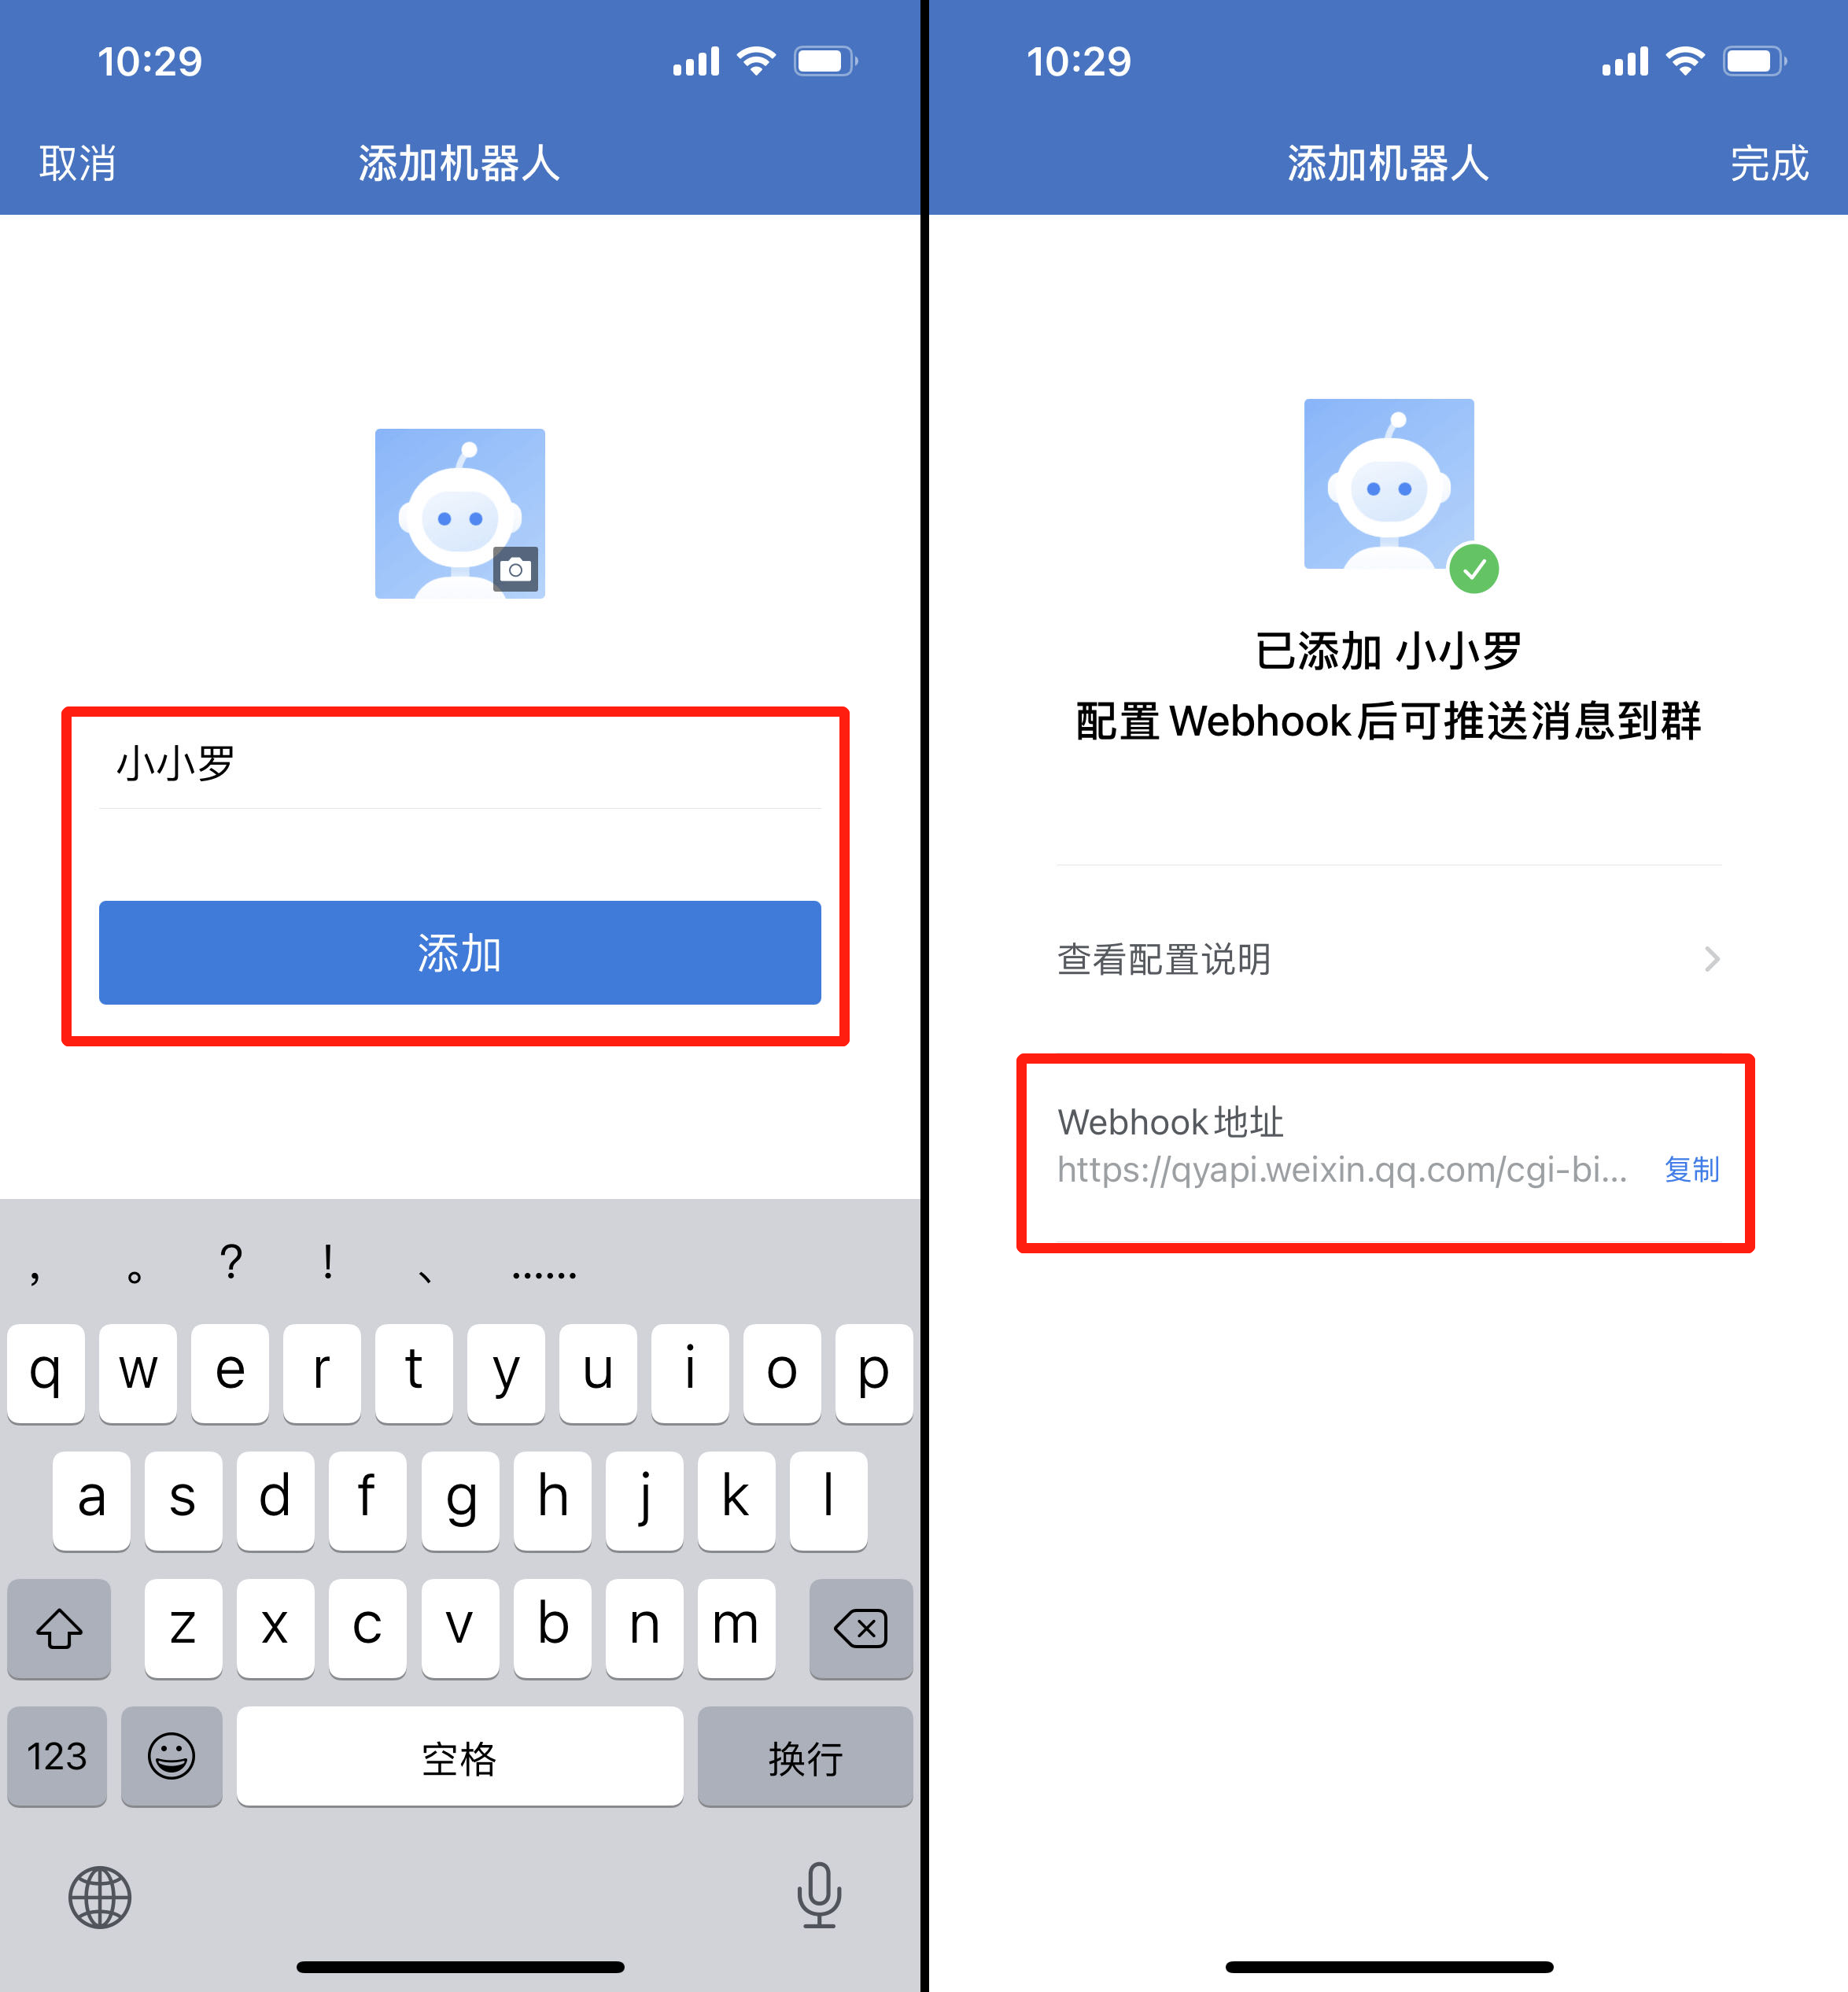 10:29
取消
添加机器人
小小罗
添加
， 。 ？ ！ 、 ……
q w e r t y u i o p
a s d f g h j k l
z x c v b n m
123 空格 换行
10:29
添加机器人
完成
已添加 小小罗
配置 Webhook 后可推送消息到群
查看配置说明
Webhook 地址
https://qyapi.weixin.qq.com/cgi-bi... 复制